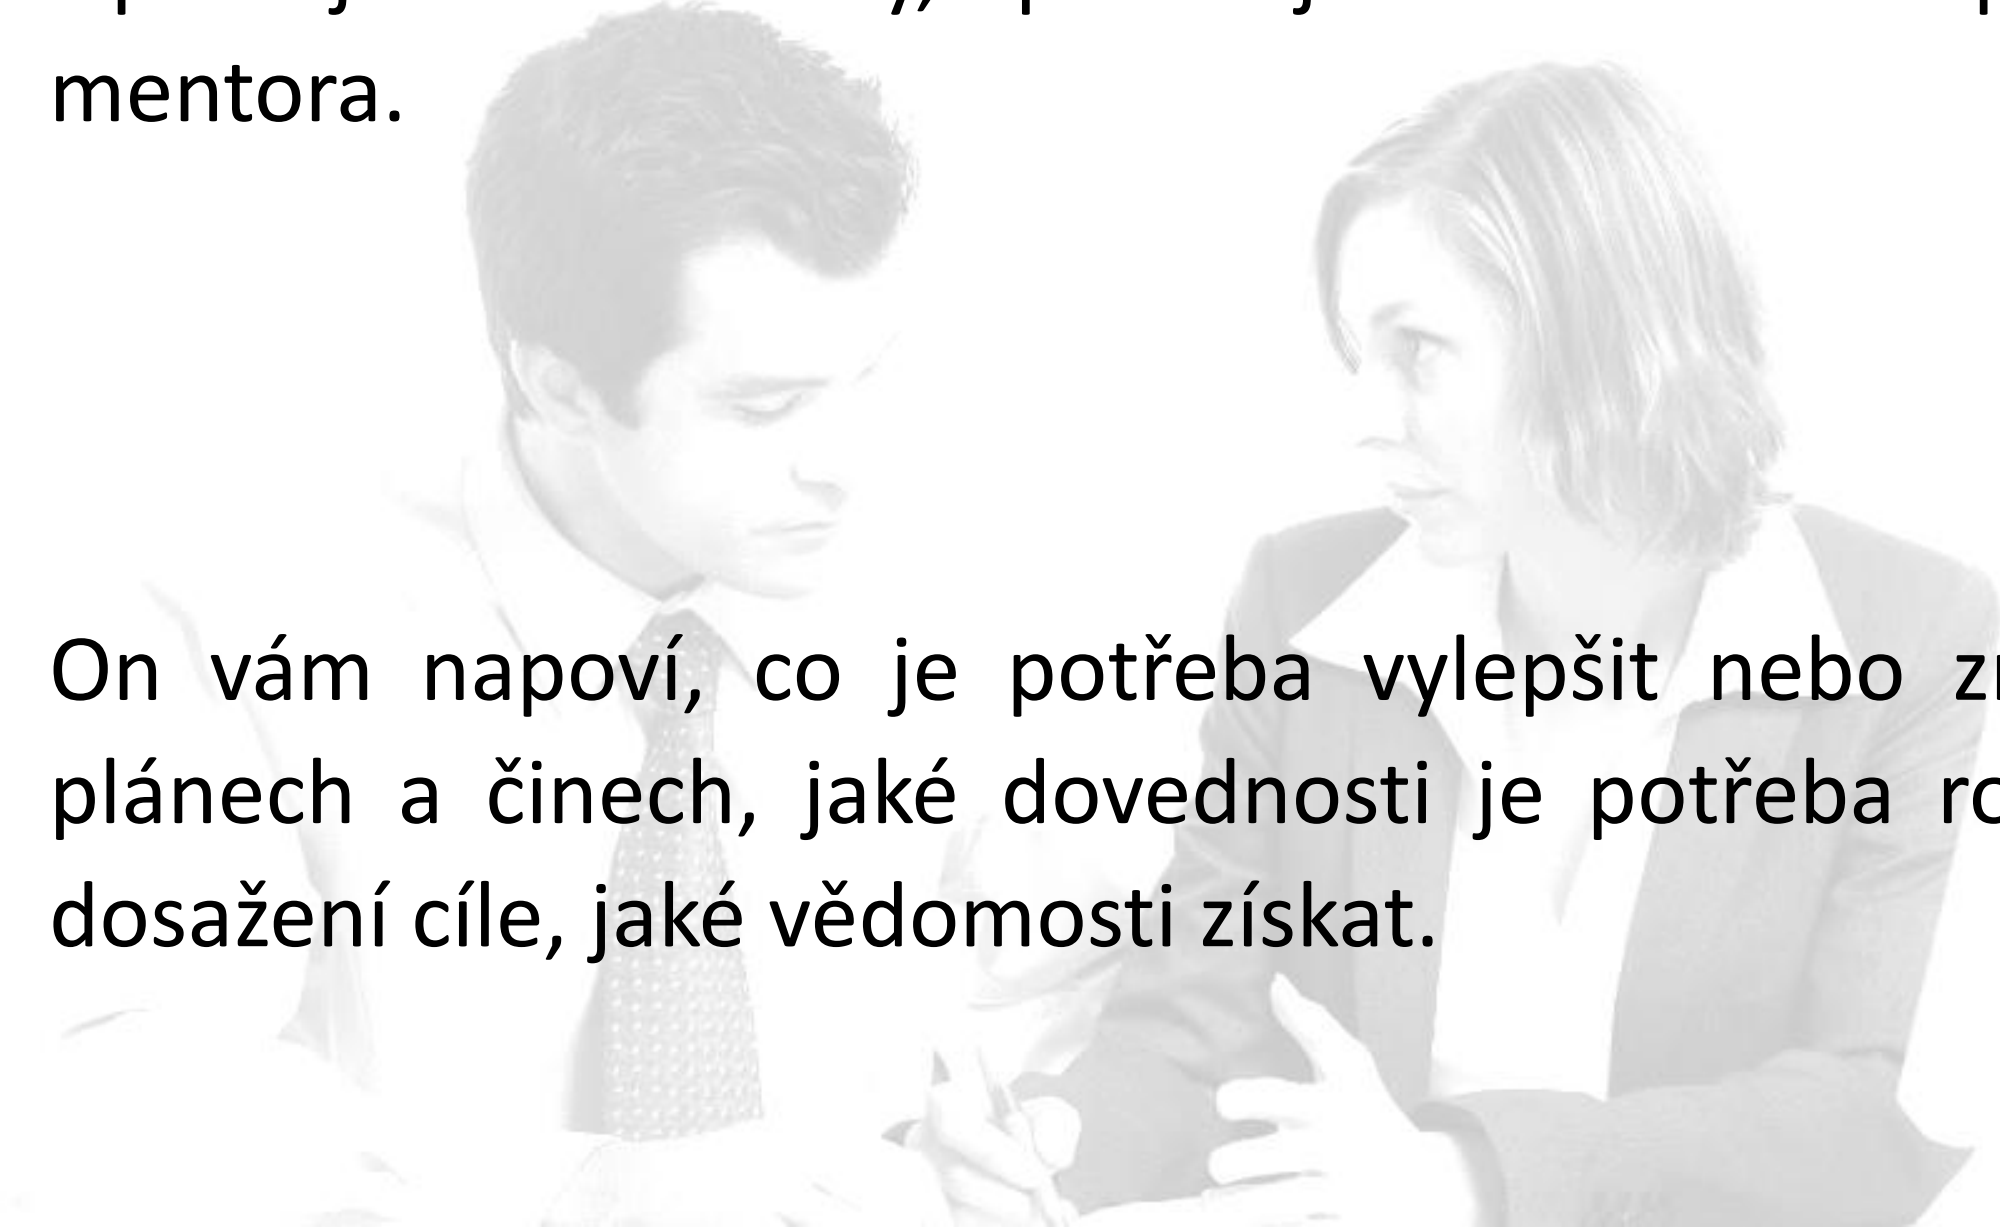 mentora.
On vám napoví, co je potřeba vylepšit nebo
plánech a činech, jaké dovednosti je potřeba
dosažení cíle, jaké vědomosti získat.